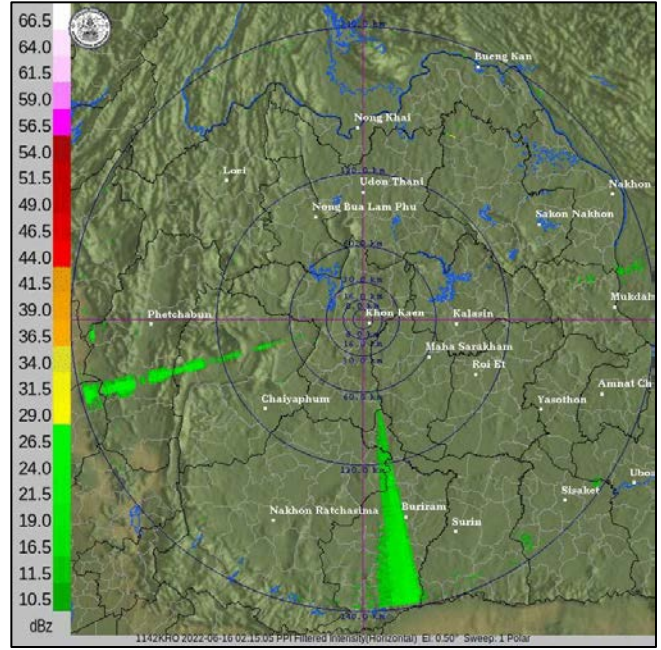 66.5
64.0
61.5
59.0
56.5
54.0
51.5
49.0
46.5
44.0
41.5
39.0
36.5
34.0
31.5
29.0
26.5
24.0
21.5
19.0
16.5
14.0
11.5
10.5
dBz
Bueng Kan
Nong Khai
Loei
Udon Thani
Nakhon
Nong Bua Lam Phu
Sakon Nakhon
Mukdah
Phetchabun
Khon Kaen
Kalasin
Maha Sarakham
Roi Et
Amnat Ch
Chaiyaphum
Yasothon
Ubon
Sisaket
Nakhon Ratchasima
Buriram
Surin
1142KHO 2022-06-16 02:15:05 PPI Filtered Intensity(Horizontal) El: 0.50° Sweep: 1 Polar